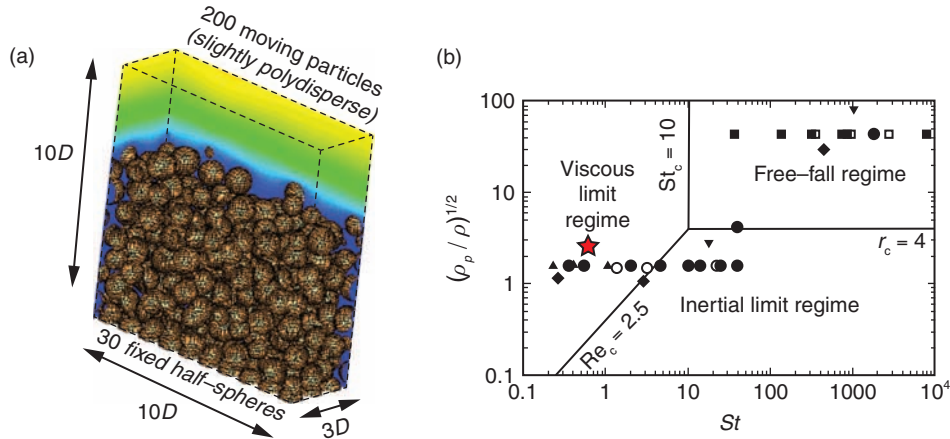 (a)
200 moving particles
(slightly polydisperse)
10D
30 fixed half–spheres
10D
3D
(b)
100
10
1
0.1
(ρp / ρ)1/2
Viscous
limit
regime
Stc = 10
Free–fall regime
rc = 4
Rec = 2.5
Inertial limit regime
0.1
1
10
100
1000
10⁴
St